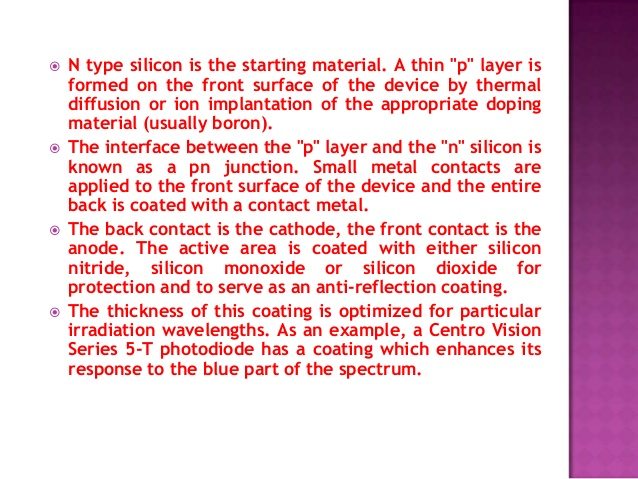 N type silicon is the starting material. A thin "p" layer is
formed on the front surface of the device by thermal
diffusion or ion implantation of the appropriate doping
material (usually boron).
The interface between the "p" layer and the "n" silicon is
known as a pn junction. Small metal contacts are
applied to the front surface of the device and the entire
back is coated with a contact metal.
The back contact is the cathode, the front contact is the
anode. The active area is coated with either silicon
nitride, silicon monoxide or silicon dioxide for
protection and to serve as an anti-reflection coating.
The thickness of this coating is optimized for particular
irradiation wavelengths. As an example, a Centro Vision
Series 5-T photodiode has a coating which enhances its
response to the blue part of the spectrum.